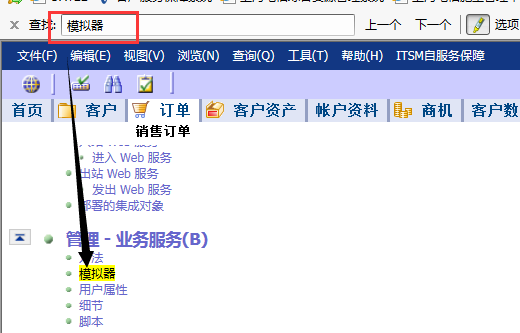 查找: 模拟器 上一个 下一个 选项
文件(F) 编辑(E) 视图(V) 浏览(N) 查询(Q) 工具(T) 帮助(H) ITSM自服务保障
首页 客户 订单 客户资产 帐户资料 商机 客户数
销售订单
进入 Web 服务
出站 Web 服务
发出 Web 服务
部署的集成对象
管理 - 业务服务(B)
方法
模拟器
用户属性
细节
脚本